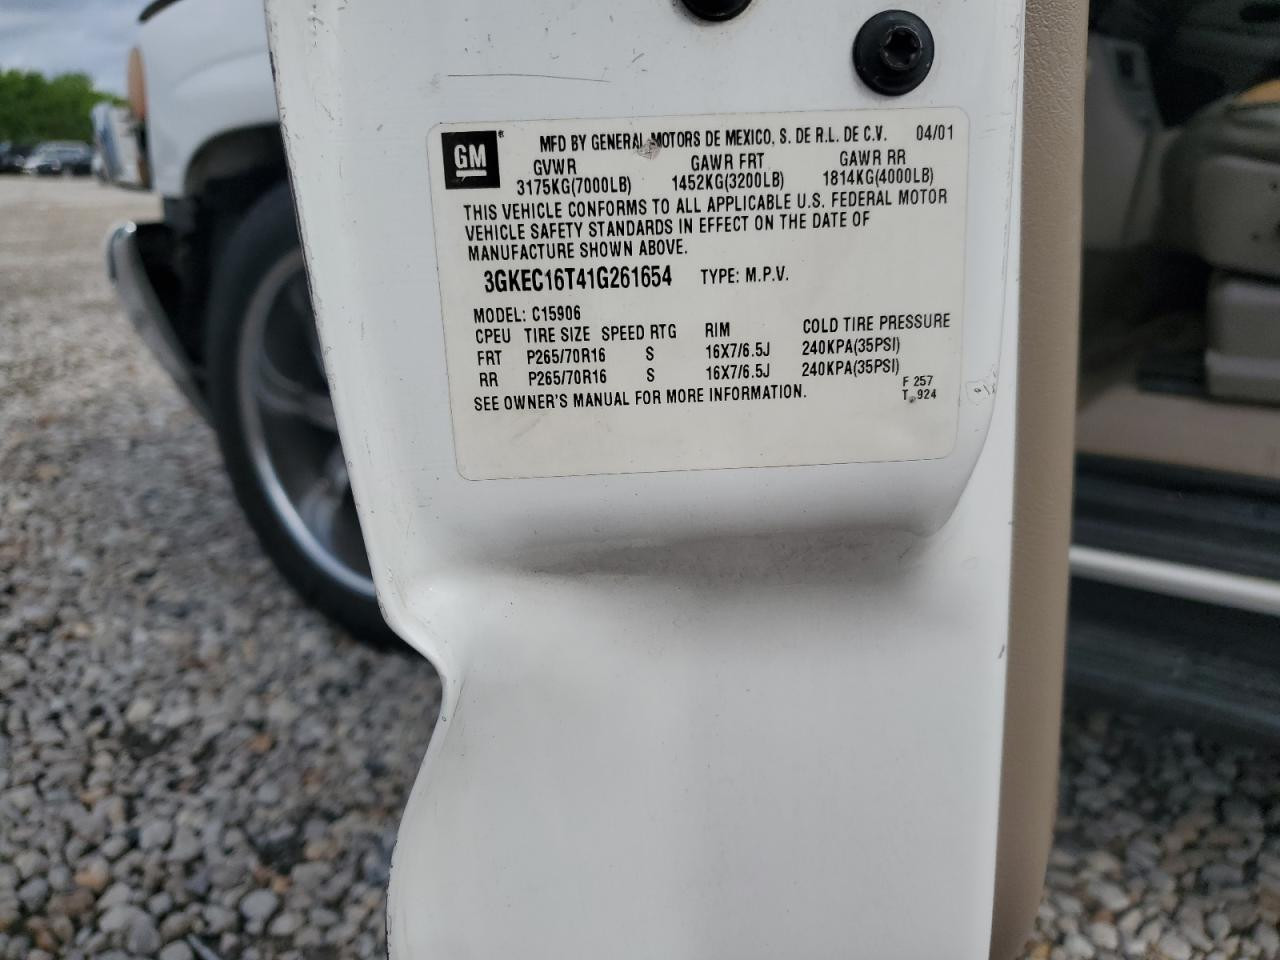 GM® MFD BY GENERAL MOTORS DE MEXICO, S. DE R.L. DE C.V. 04/01
GVWR GAWR FRT GAWR RR
3175KG(7000LB) 1452KG(3200LB) 1814KG(4000LB)
THIS VEHICLE CONFORMS TO ALL APPLICABLE U.S. FEDERAL MOTOR
VEHICLE SAFETY STANDARDS IN EFFECT ON THE DATE OF
MANUFACTURE SHOWN ABOVE.
3GKEC16T41G261654 TYPE: M.P.V.
MODEL: C15906
CPEU TIRE SIZE SPEED RTG RIM COLD TIRE PRESSURE
FRT P265/70R16 S 16X7/6.5J 240KPA(35PSI)
RR P265/70R16 S 16X7/6.5J 240KPA(35PSI)
SEE OWNER'S MANUAL FOR MORE INFORMATION.
F 257
T 924